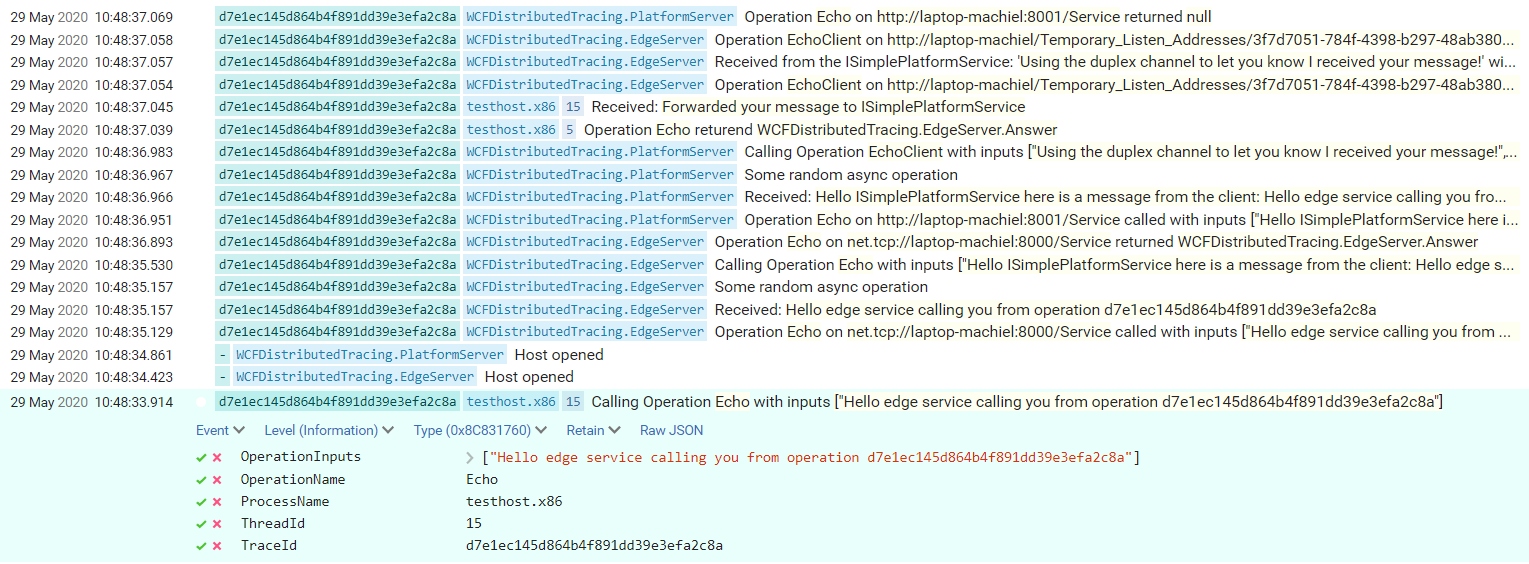 29 May 2020 10:48:37.069 d7e1ec145d864b4f891dd39e3efa2c8a WCFDistributedTracing.PlatformServer Operation Echo on http://laptop-machiel:8001/Service returned null
29 May 2020 10:48:37.058 d7e1ec145d864b4f891dd39e3efa2c8a WCFDistributedTracing.EdgeServer Operation EchoClient on http://laptop-machiel/Temporary_Listen_Addresses/3f7d7051-784f-4398-b297-48ab380...
29 May 2020 10:48:37.057 d7e1ec145d864b4f891dd39e3efa2c8a WCFDistributedTracing.EdgeServer Received from the ISimplePlatformService: 'Using the duplex channel to let you know I received your message!' wi...
29 May 2020 10:48:37.054 d7e1ec145d864b4f891dd39e3efa2c8a WCFDistributedTracing.EdgeServer Operation EchoClient on http://laptop-machiel/Temporary_Listen_Addresses/3f7d7051-784f-4398-b297-48ab380...
29 May 2020 10:48:37.045 d7e1ec145d864b4f891dd39e3efa2c8a testhost.x86 15 Received: Forwarded your message to ISimplePlatformService
29 May 2020 10:48:37.039 d7e1ec145d864b4f891dd39e3efa2c8a testhost.x86 5 Operation Echo returend WCFDistributedTracing.EdgeServer.Answer
29 May 2020 10:48:36.983 d7e1ec145d864b4f891dd39e3efa2c8a WCFDistributedTracing.PlatformServer Calling Operation EchoClient with inputs ["Using the duplex channel to let you know I received your message!",...
29 May 2020 10:48:36.967 d7e1ec145d864b4f891dd39e3efa2c8a WCFDistributedTracing.PlatformServer Some random async operation
29 May 2020 10:48:36.966 d7e1ec145d864b4f891dd39e3efa2c8a WCFDistributedTracing.PlatformServer Received: Hello ISimplePlatformService here is a message from the client: Hello edge service calling you fro...
29 May 2020 10:48:36.951 d7e1ec145d864b4f891dd39e3efa2c8a WCFDistributedTracing.PlatformServer Operation Echo on http://laptop-machiel:8001/Service called with inputs ["Hello ISimplePlatformService here i...
29 May 2020 10:48:36.893 d7e1ec145d864b4f891dd39e3efa2c8a WCFDistributedTracing.EdgeServer Operation Echo on net.tcp://laptop-machiel:8000/Service returned WCFDistributedTracing.EdgeServer.Answer
29 May 2020 10:48:35.530 d7e1ec145d864b4f891dd39e3efa2c8a WCFDistributedTracing.EdgeServer Calling Operation Echo with inputs ["Hello ISimplePlatformService here is a message from the client: Hello edge s...
29 May 2020 10:48:35.157 d7e1ec145d864b4f891dd39e3efa2c8a WCFDistributedTracing.EdgeServer Some random async operation
29 May 2020 10:48:35.157 d7e1ec145d864b4f891dd39e3efa2c8a WCFDistributedTracing.EdgeServer Received: Hello edge service calling you from operation d7e1ec145d864b4f891dd39e3efa2c8a
29 May 2020 10:48:35.129 d7e1ec145d864b4f891dd39e3efa2c8a WCFDistributedTracing.EdgeServer Operation Echo on net.tcp://laptop-machiel:8000/Service called with inputs ["Hello edge service calling you from ...
29 May 2020 10:48:34.861 - WCFDistributedTracing.PlatformServer Host opened
29 May 2020 10:48:34.423 - WCFDistributedTracing.EdgeServer Host opened
29 May 2020 10:48:33.914 d7e1ec145d864b4f891dd39e3efa2c8a testhost.x86 15 Calling Operation Echo with inputs ["Hello edge service calling you from operation d7e1ec145d864b4f891dd39e3efa2c8a"]
Event Level (Information) Type (0x8C831760) Retain Raw JSON
OperationInputs ["Hello edge service calling you from operation d7e1ec145d864b4f891dd39e3efa2c8a"]
OperationName Echo
ProcessName testhost.x86
ThreadId 15
TraceId d7e1ec145d864b4f891dd39e3efa2c8a